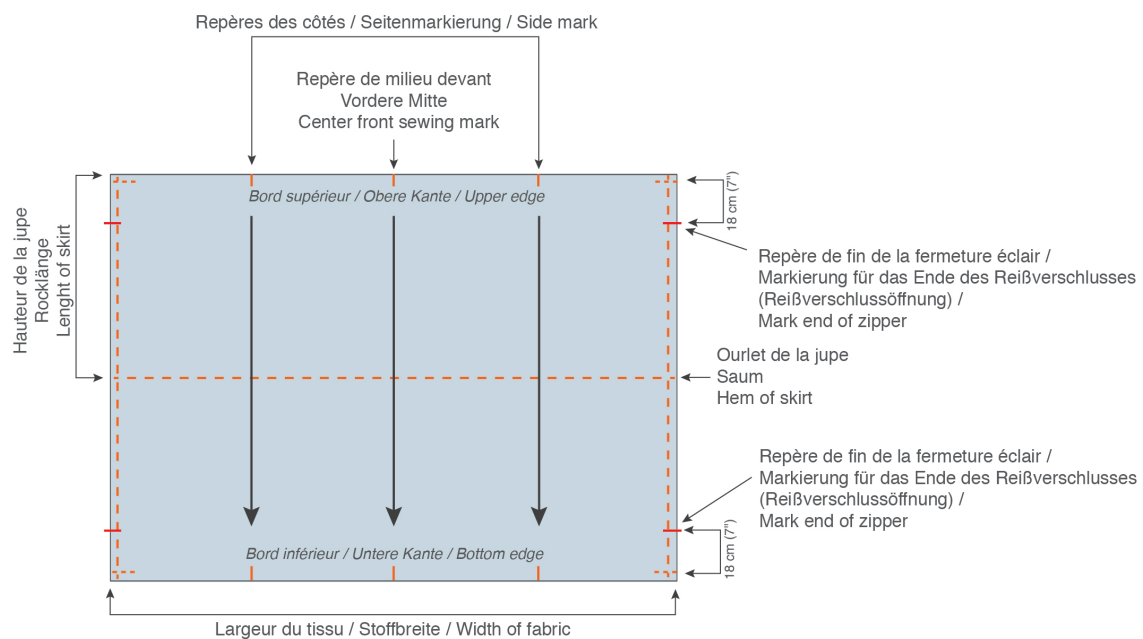 Repères des côtés / Seitenmarkierung / Side mark
Repère de milieu devant
Vordere Mitte
Center front sewing mark
Bord supérieur / Obere Kante / Upper edge
18 cm (7")
Hauteur de la jupe
Rocklänge
Lenght of skirt
Repère de fin de la fermeture éclair /
Markierung für das Ende des Reißverschlusses
(Reißverschlussöffnung) /
Mark end of zipper
Ourlet de la jupe
Saum
Hem of skirt
Repère de fin de la fermeture éclair /
Markierung für das Ende des Reißverschlusses
(Reißverschlussöffnung) /
Mark end of zipper
18 cm (7")
Bord inférieur / Untere Kante / Bottom edge
Largeur du tissu / Stoffbreite / Width of fabric